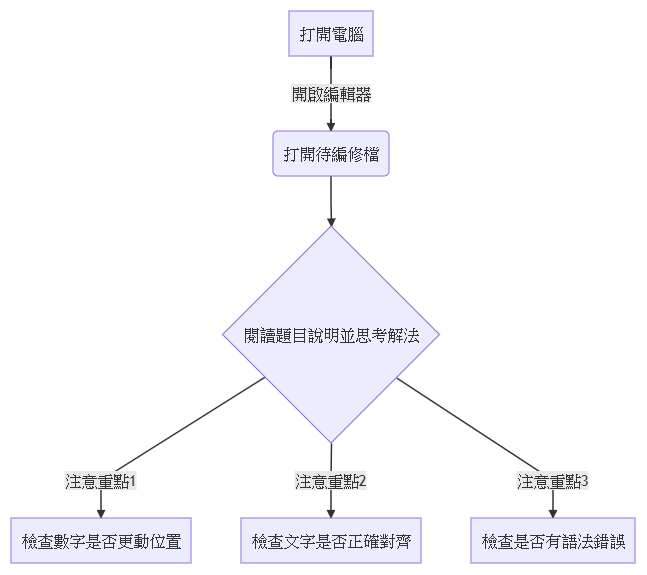 打開電腦
開啟編輯器
打開待編修檔
閱讀題目說明並思考解法
注意重點1
注意重點2
注意重點3
檢查數字是否更動位置
檢查文字是否正確對齊
檢查是否有語法錯誤